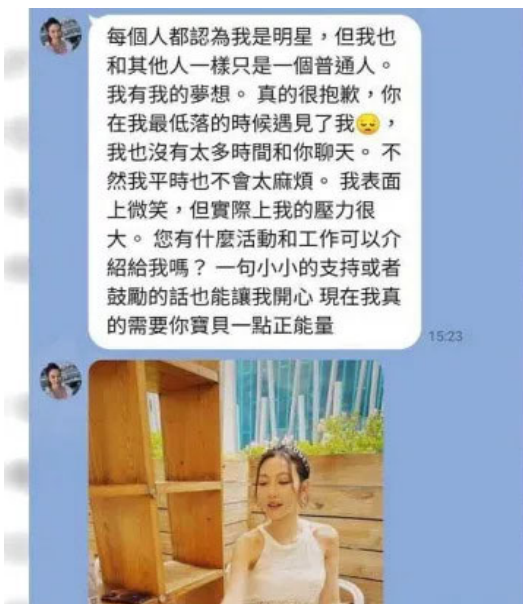 每個人都認為我是明星，但我也
和其他人一樣只是一個普通人。
我有我的夢想。 真的很抱歉，你
在我最低落的時候遇見了我😔，
我也沒有太多時間和你聊天。 不
然我平時也不會太麻煩。 我表面
上微笑，但實際上我的壓力很
大。 您有什麼活動和工作可以介
紹給我嗎？ 一句小小的支持或者
鼓勵的話也能讓我開心 現在我真
的需要你寶貝一點正能量
15:23